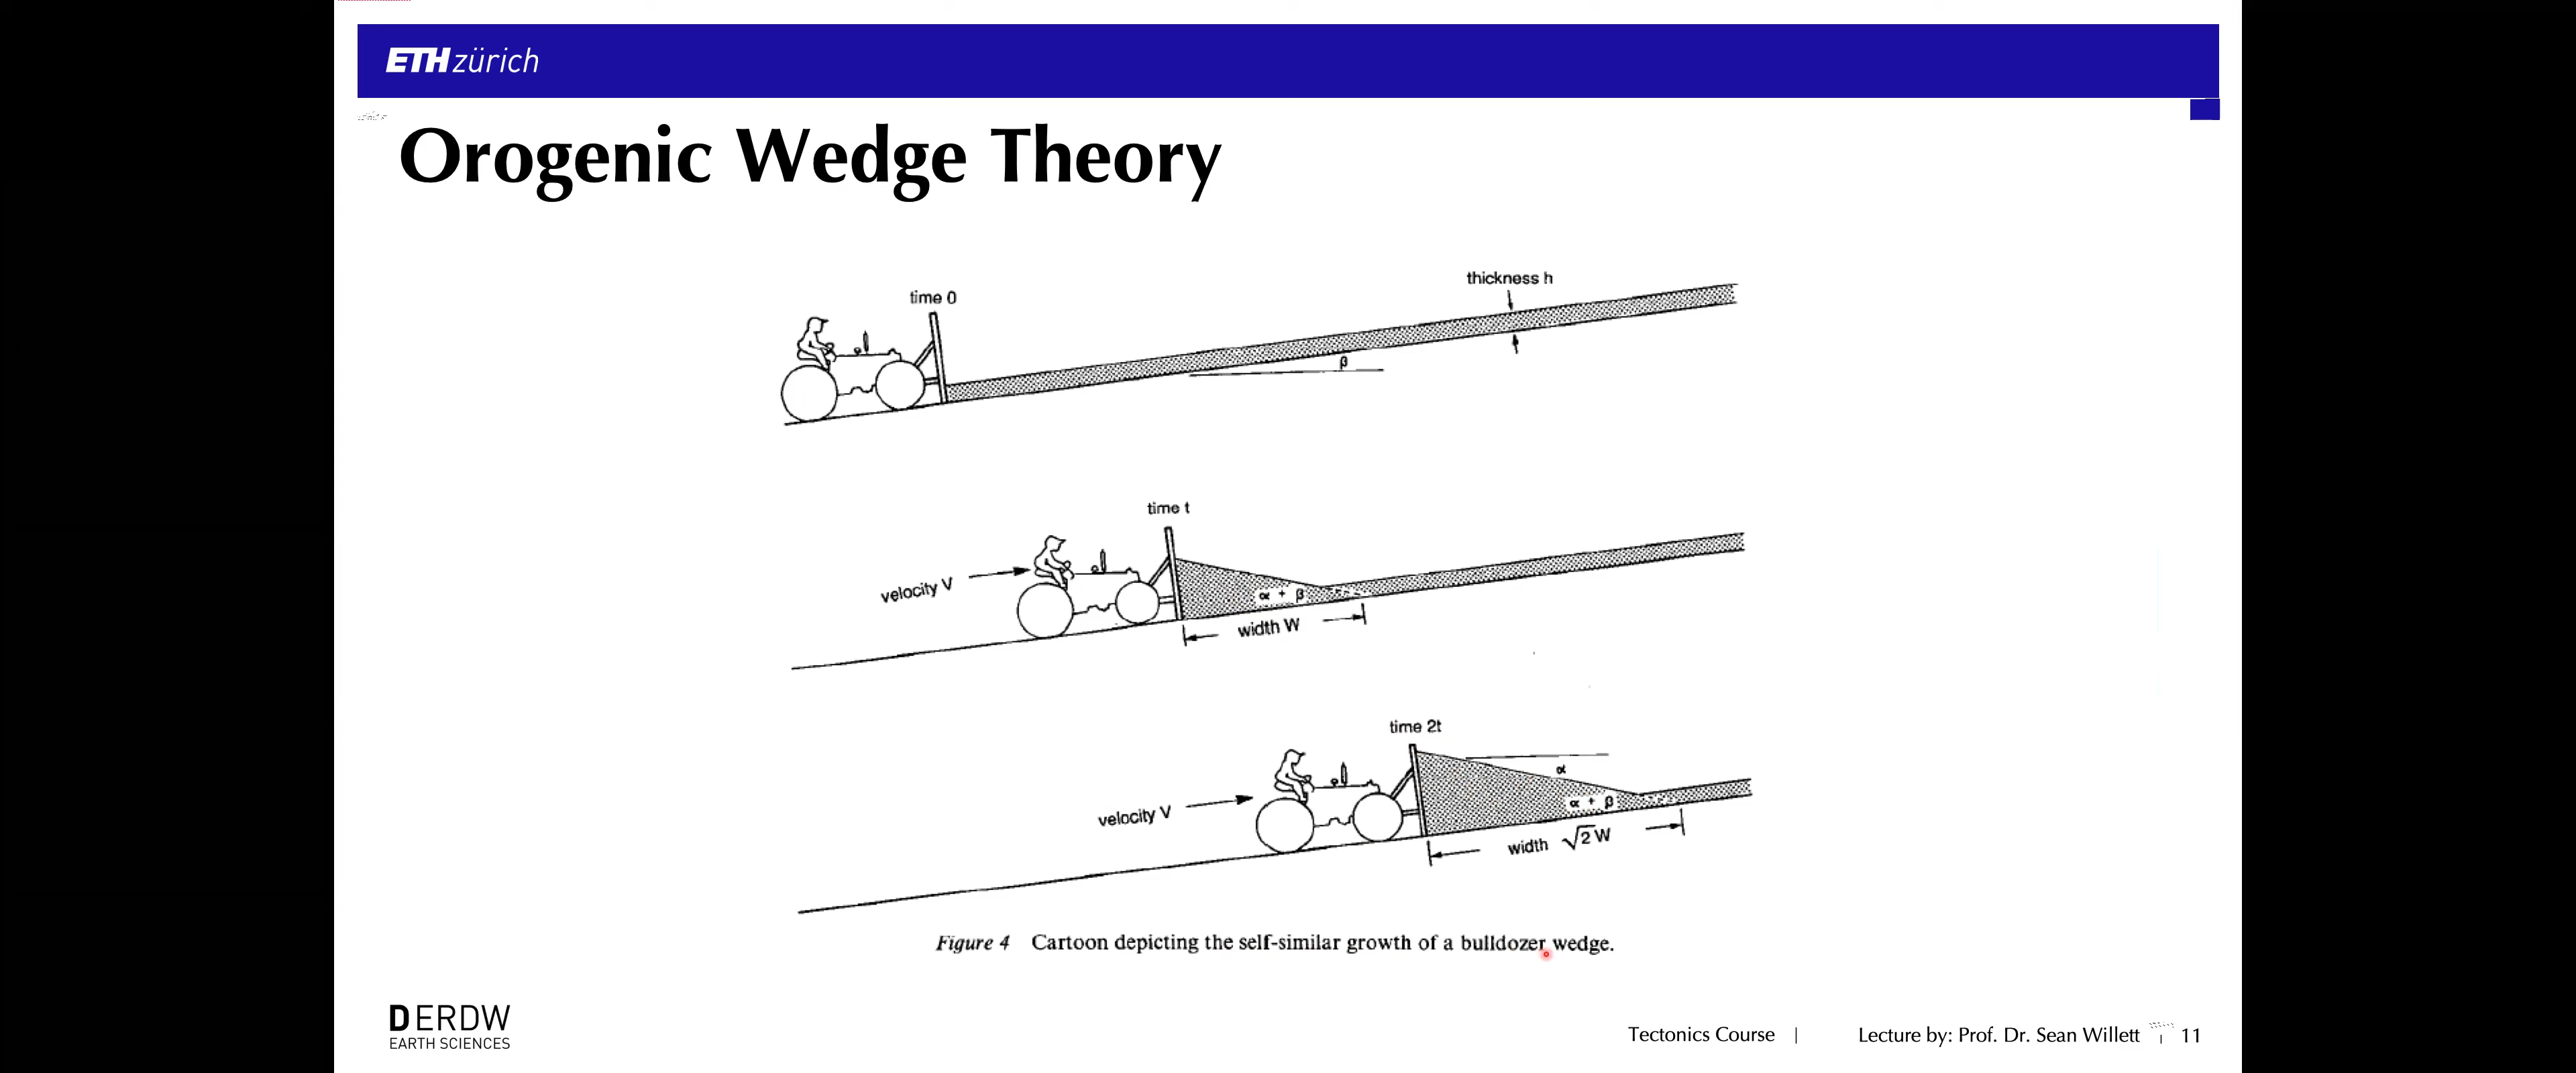 ETH zürich
Orogenic Wedge Theory
thickness h
time 0
β
time t
velocity V
α + β
width W
time 2t
α
velocity V
α + β
width √2 W
Figure 4 Cartoon depicting the self-similar growth of a bulldozer wedge.
DERDW
EARTH SCIENCES
Tectonics Course | Lecture by: Prof. Dr. Sean Willett | 11